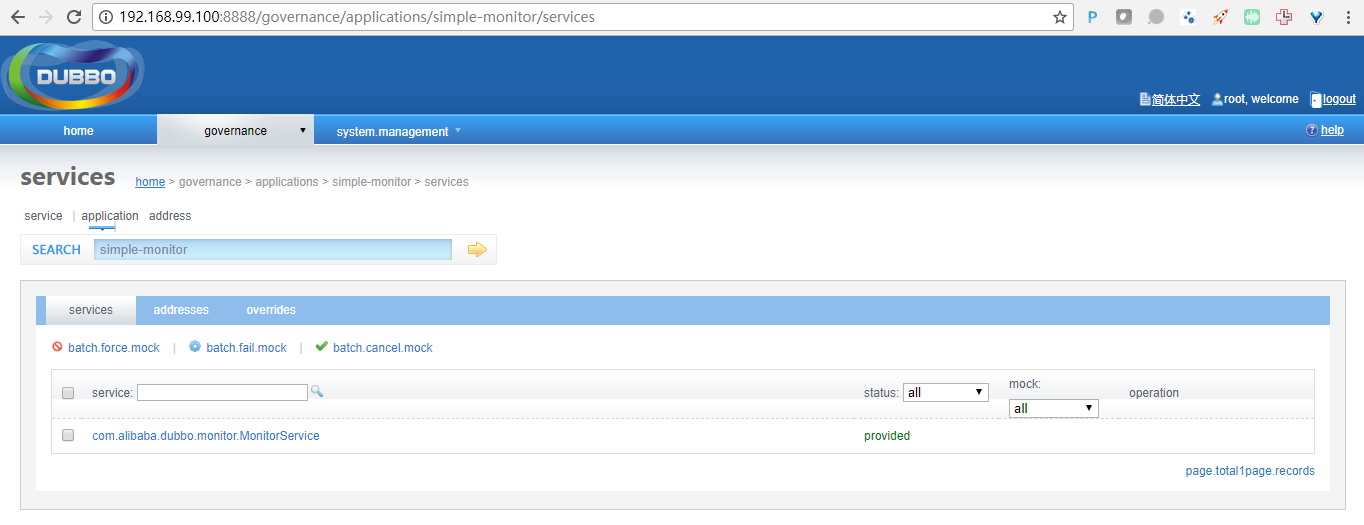 192.168.99.100:8888/governance/applications/simple-monitor/services
DUBBO
简体中文 root, welcome logout
home governance system.management help
services home > governance > applications > simple-monitor > services
service | application address
SEARCH simple-monitor
services addresses overrides
batch.force.mock | batch.fail.mock | batch.cancel.mock
service: status: all mock: all operation
com.alibaba.dubbo.monitor.MonitorService provided
page.total1page.records